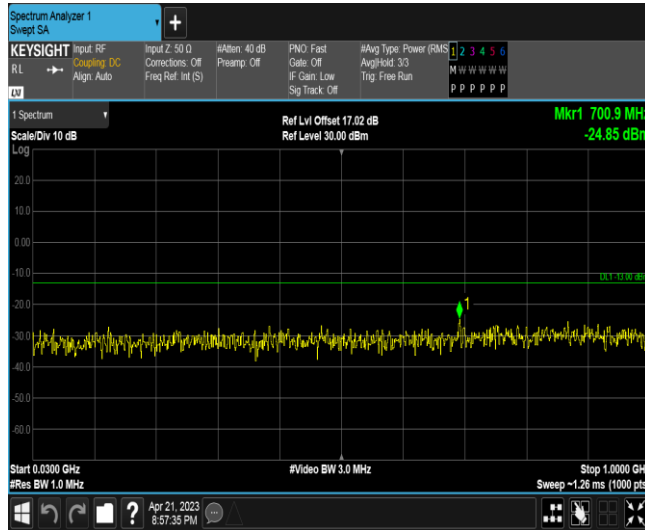 Spectrum Analyzer 1
Swept SA
+
KEYSIGHT
RL
LXI
Input: RF
Coupling: DC
Align: Auto
Input Z: 50 Ω
Corrections: Off
Freq Ref: Int (S)
#Atten: 40 dB
Preamp: Off
PNO: Fast
Gate: Off
IF Gain: Low
Sig Track: Off
#Avg Type: Power (RMS
Avg|Hold: 3/3
Trig: Free Run
1 2 3 4 5 6
M W W W W W
P P P P P P
1 Spectrum
Scale/Div 10 dB
Log
Ref Lvl Offset 17.02 dB
Ref Level 30.00 dBm
Mkr1 700.9 MH
-24.85 dBm
20.0
10.0
0.00
-10.0
DL1 -13.00 dBm
-20.0
1
-30.0
-40.0
-50.0
-60.0
Start 0.0300 GHz
#Res BW 1.0 MHz
#Video BW 3.0 MHz
Stop 1.0000 GH
Sweep ~1.26 ms (1000 pts
?
Apr 21, 2023
8:57:35 PM